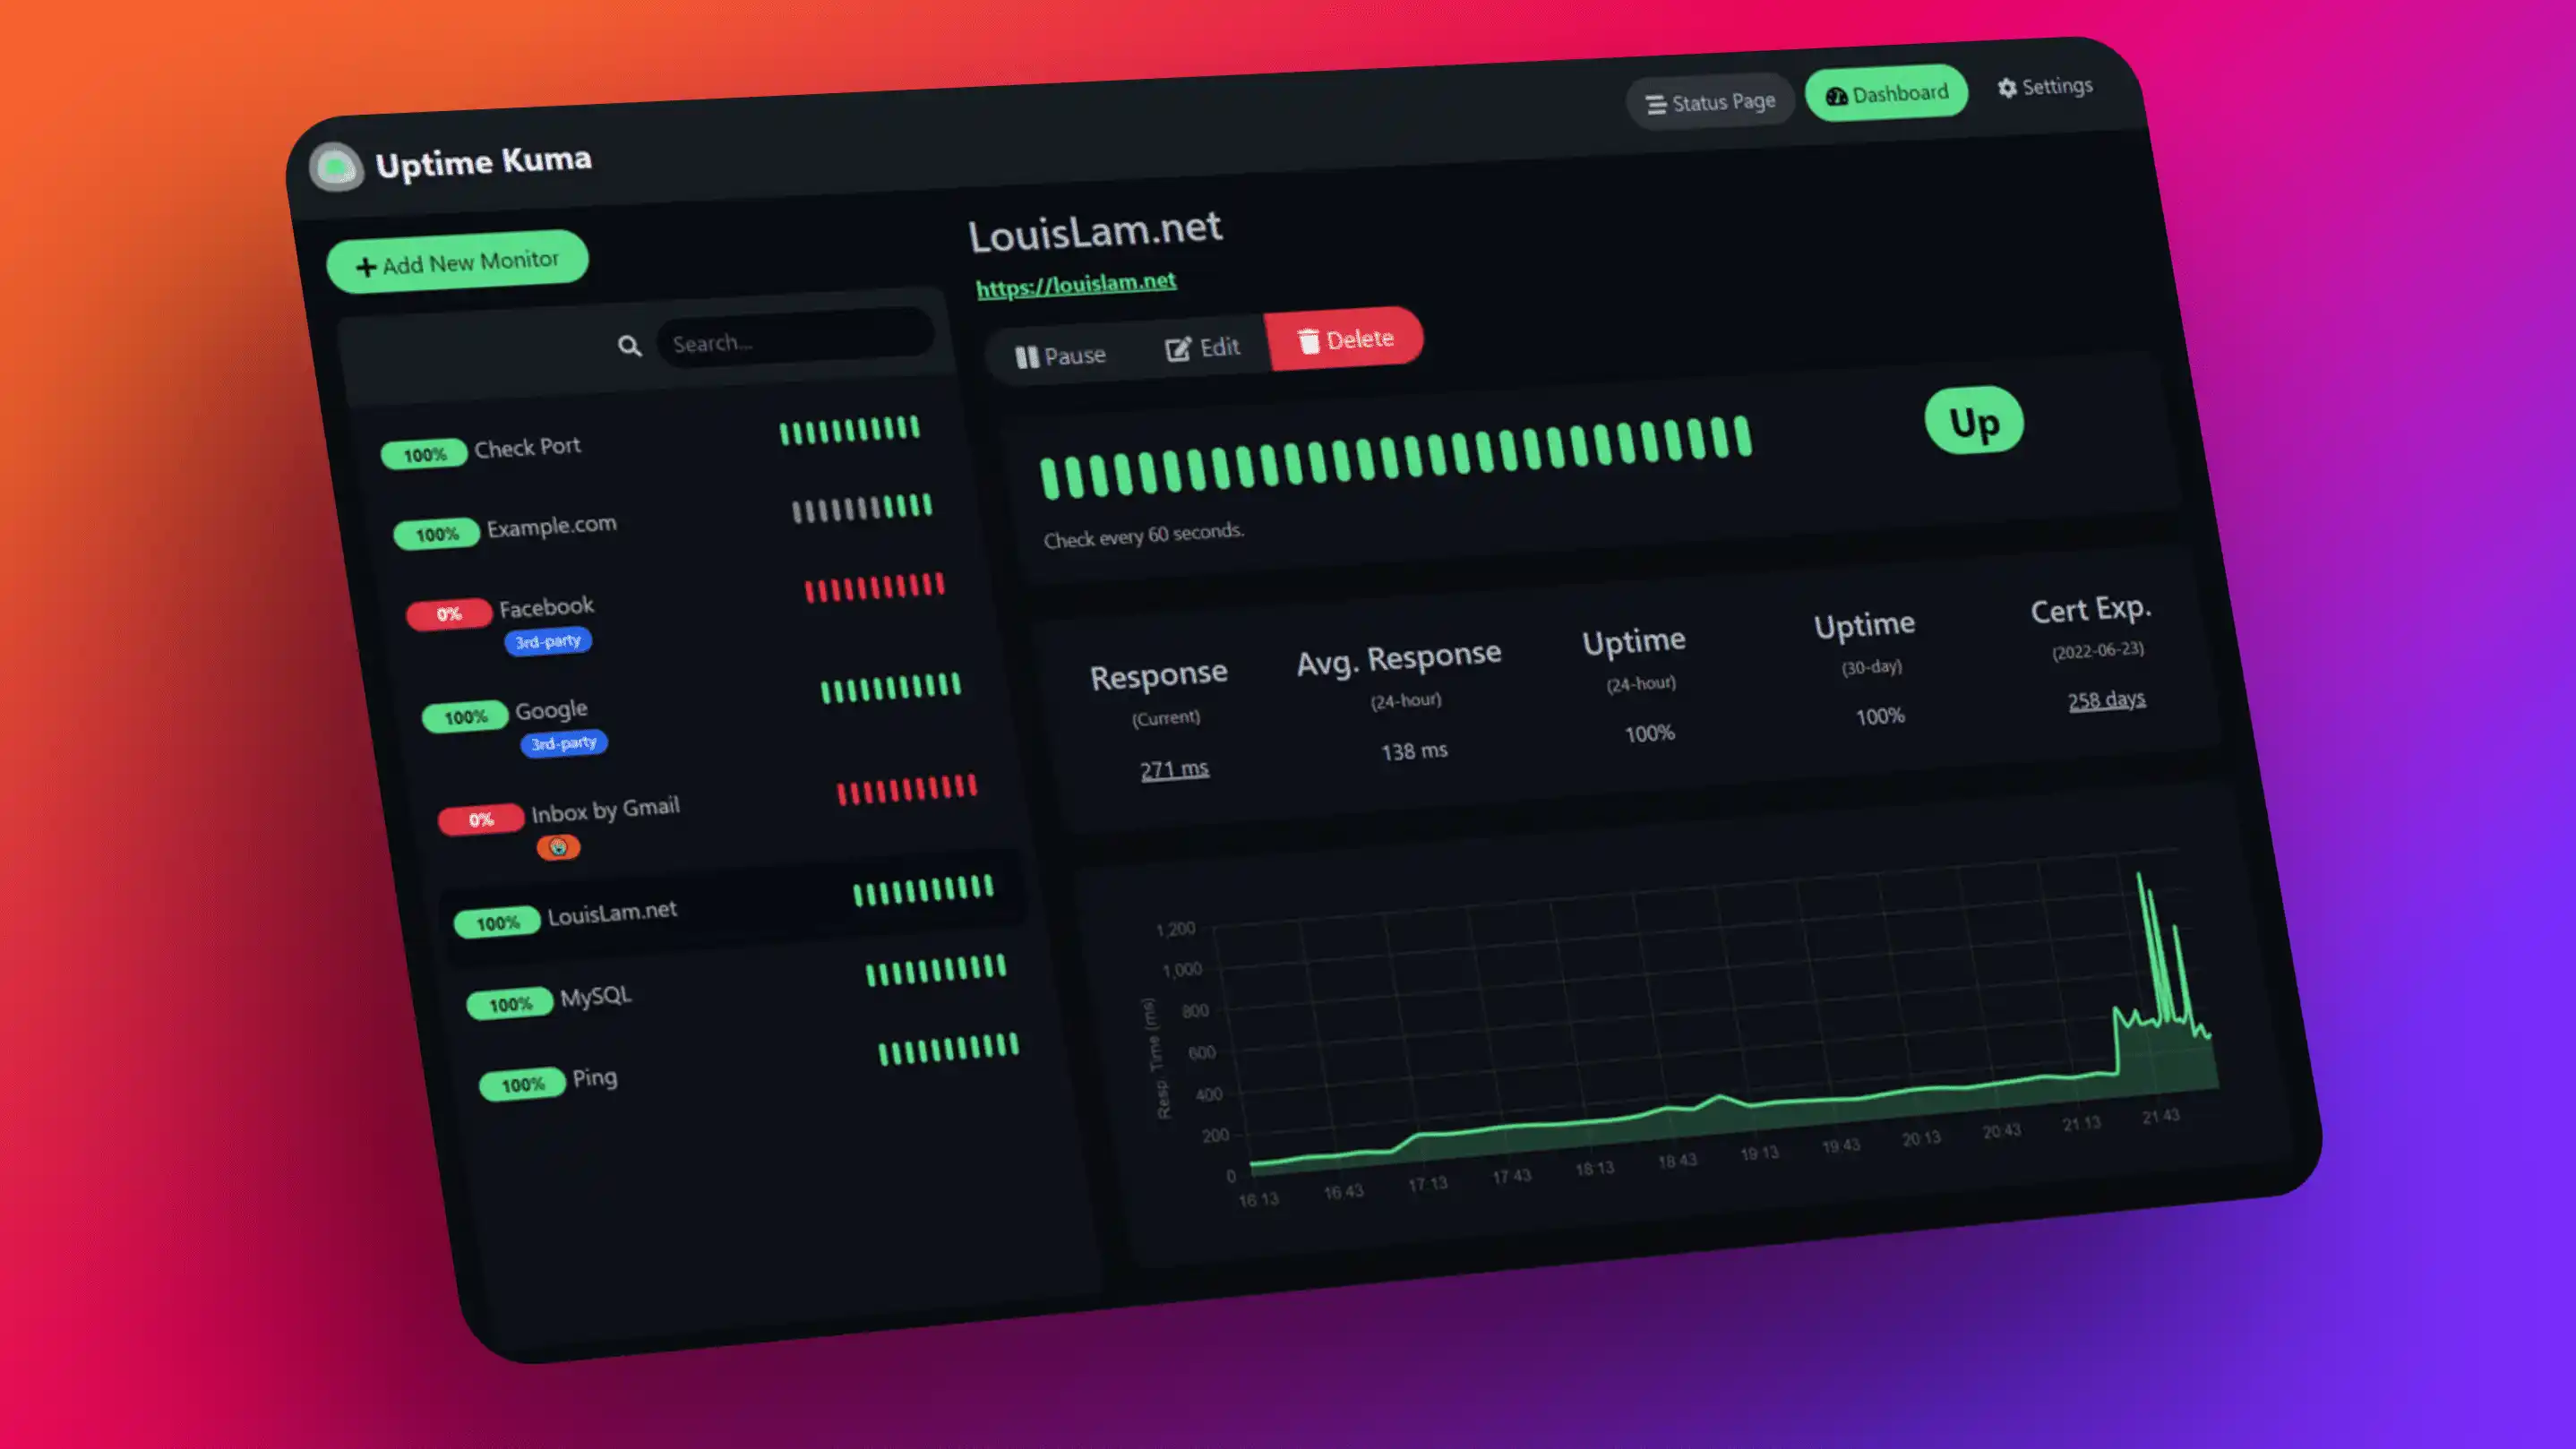 Uptime Kuma
Status Page
Dashboard
Settings
Add New Monitor
Search...
100% Check Port
100% Example.com
0% Facebook
3rd-party
100% Google
3rd-party
0% Inbox by Gmail
100% LouisLam.net
100% MySQL
100% Ping
LouisLam.net
https://louislam.net
Pause Edit Delete
Up
Check every 60 seconds.
Response
(Current)
271 ms
Avg. Response
(24-hour)
138 ms
Uptime
(24-hour)
100%
Uptime
(30-day)
100%
Cert Exp.
(2022-06-23)
258 days
Resp. Time (ms)
1,200
1,000
800
600
400
200
0
16:13 16:43 17:13 17:43 18:13 18:43 19:13 19:43 20:13 20:43 21:13 21:43